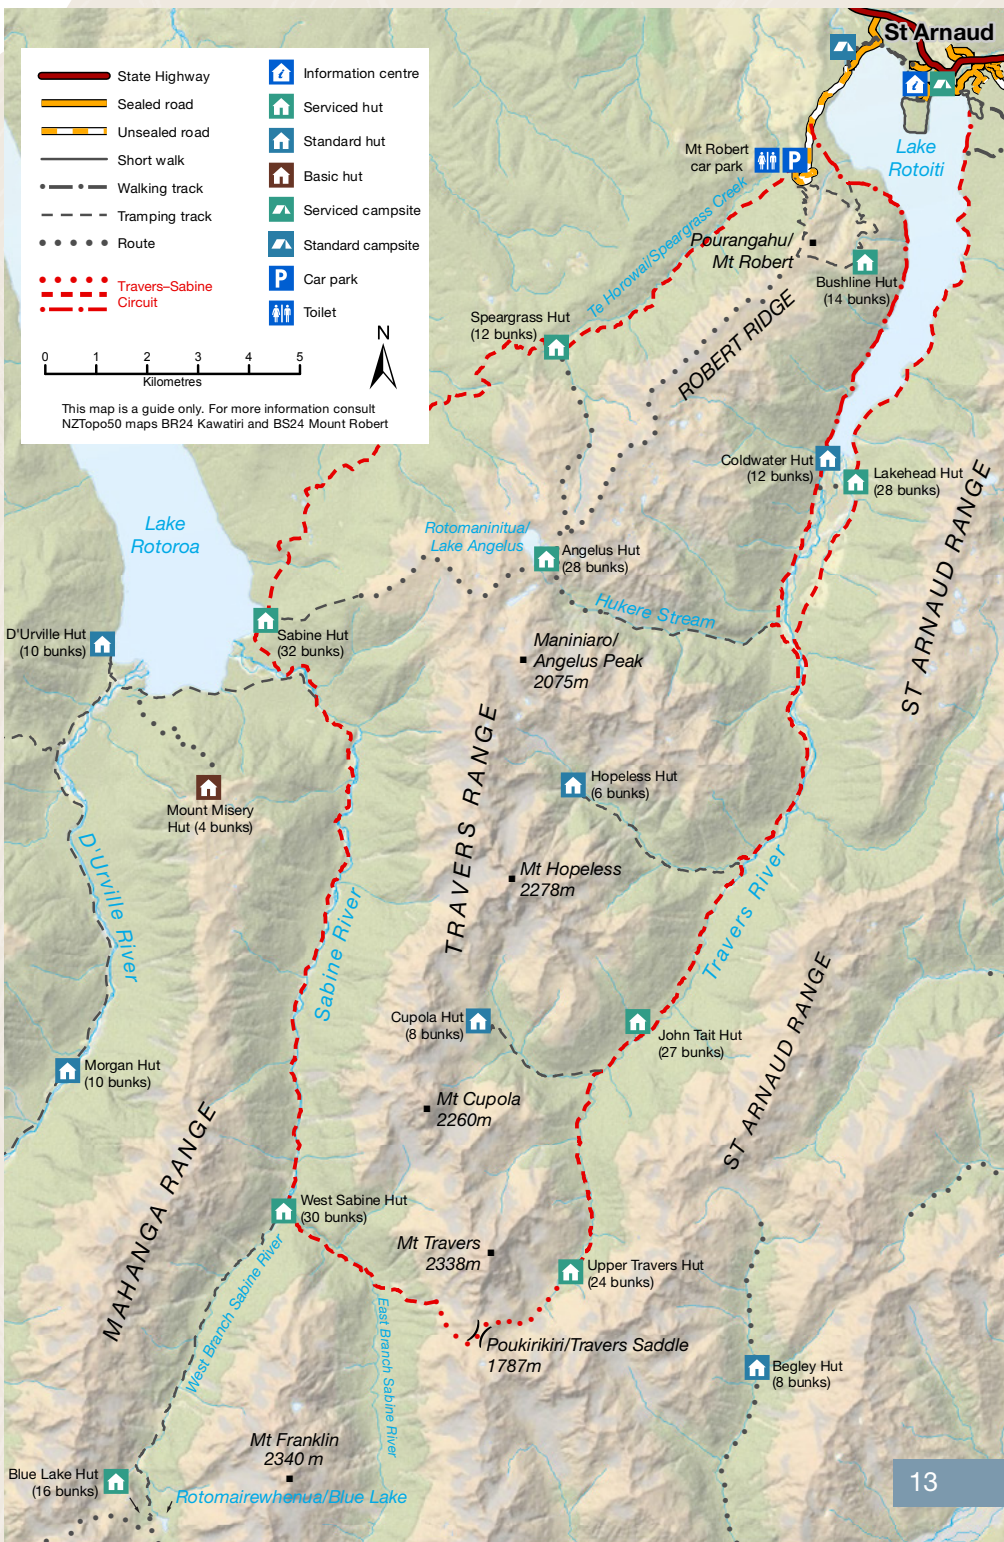 St Arnaud
State Highway
Sealed road
Unsealed road
Short walk
Walking track
Tramping track
Route
Travers–Sabine
Circuit
Information centre
Serviced hut
Standard hut
Basic hut
Serviced campsite
Standard campsite
P
Car park
Toilet
N
0 1 2 3 4 5
Kilometres
This map is a guide only. For more information consult
NZTopo50 maps BR24 Kawatiri and BS24 Mount Robert
Mt Robert
car park
P
Lake
Rotoiti
Te Horowai/Speargrass Creek
Pourangahu/
Mt Robert
Bushline Hut
(14 bunks)
Speargrass Hut
(12 bunks)
ROBERT RIDGE
Coldwater Hut
(12 bunks)
Lakehead Hut
(28 bunks)
ST ARNAUD RANGE
Lake
Rotoroa
Rotomaninitua/
Lake Angelus
Angelus Hut
(28 bunks)
Hukere Stream
D'Urville Hut
(10 bunks)
Sabine Hut
(32 bunks)
Maniniaro/
Angelus Peak
2075m
TRAVERS RANGE
Hopeless Hut
(6 bunks)
Mount Misery
Hut (4 bunks)
D'Urville River
Mt Hopeless
2278m
Travers River
Sabine River
Cupola Hut
(8 bunks)
John Tait Hut
(27 bunks)
ST ARNAUD RANGE
Morgan Hut
(10 bunks)
Mt Cupola
2260m
MAHANGA RANGE
West Sabine Hut
(30 bunks)
Mt Travers
2338m
Upper Travers Hut
(24 bunks)
West Branch Sabine River
East Branch Sabine River
Poukirikiri/Travers Saddle
1787m
Begley Hut
(8 bunks)
Mt Franklin
2340 m
Blue Lake Hut
(16 bunks)
Rotomairewhenua/Blue Lake
13